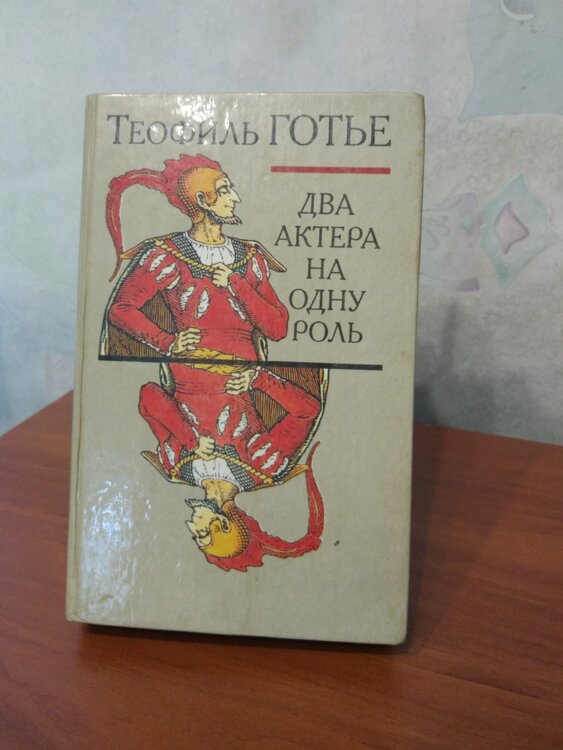 Теофиль ГОТЬЕ
ДВА
АКТЕРА
НА
ОДНУ
РОЛЬ